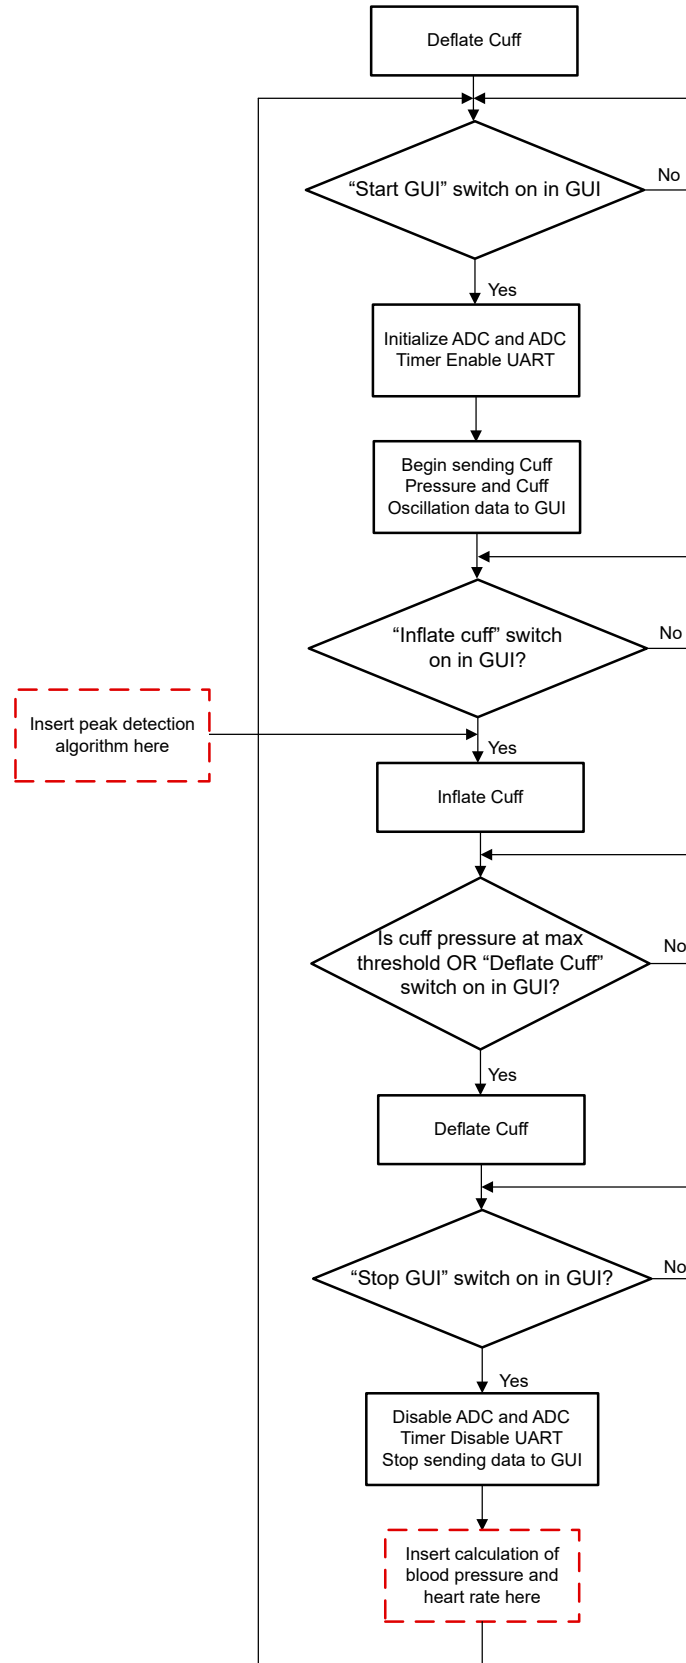 Deflate Cuff
“Start GUI” switch on in GUI
No
Yes
Initialize ADC and ADC
Timer Enable UART
Begin sending Cuff
Pressure and Cuff
Oscillation data to GUI
“Inflate cuff” switch
on in GUI?
No
Insert peak detection
algorithm here
Yes
Inflate Cuff
Is cuff pressure at max
threshold OR “Deflate Cuff”
switch on in GUI?
No
Yes
Deflate Cuff
“Stop GUI” switch on in GUI?
No
Yes
Disable ADC and ADC
Timer Disable UART
Stop sending data to GUI
Insert calculation of
blood pressure and
heart rate here